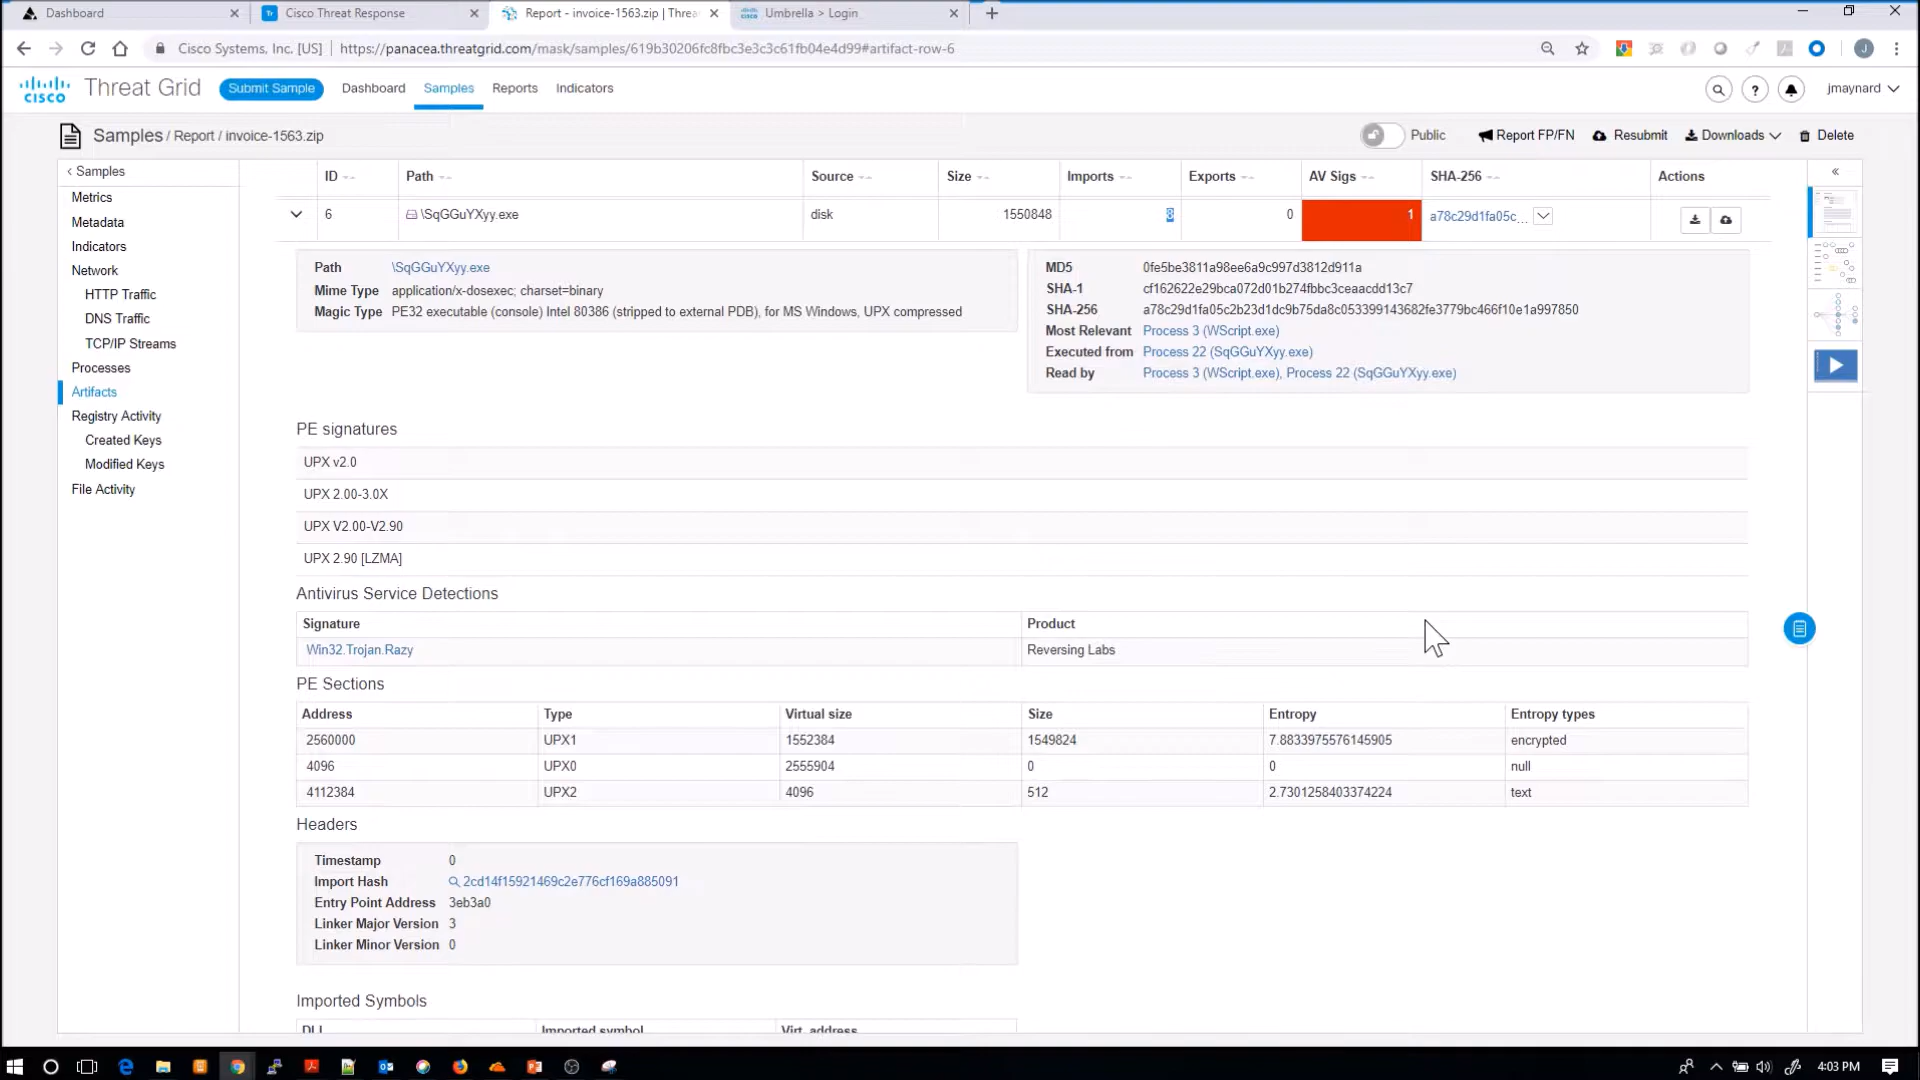 Dashboard
Cisco Threat Response
Report - invoice-1563.zip | Threa
Umbrella > Login
Cisco Systems, Inc. [US]
https://panacea.threatgrid.com/mask/samples/619b30206fc8fbc3e3c3c61fb04e4d99#artifact-row-6
J
CISCO
Threat Grid
Submit Sample
Dashboard
Samples
Reports
Indicators
?
jmaynard
Samples / Report / invoice-1563.zip
Public
Report FP/FN
Resubmit
Downloads
Delete
< Samples
Metrics
Metadata
Indicators
Network
HTTP Traffic
DNS Traffic
TCP/IP Streams
Processes
Artifacts
Registry Activity
Created Keys
Modified Keys
File Activity
ID Path Source Size Imports Exports AV Sigs SHA-256 Actions
6 \SqGGuYXyy.exe disk 1550848 8 0 1 a78c29d1fa05c...
Path \SqGGuYXyy.exe
Mime Type application/x-dosexec; charset=binary
Magic Type PE32 executable (console) Intel 80386 (stripped to external PDB), for MS Windows, UPX compressed
MD5 0fe5be3811a98ee6a9c997d3812d911a
SHA-1 cf162622e29bca072d01b274fbbc3ceaacdd13c7
SHA-256 a78c29d1fa05c2b23d1dc9b75da8c053399143682fe3779bc466f10e1a997850
Most Relevant Process 3 (WScript.exe)
Executed from Process 22 (SqGGuYXyy.exe)
Read by Process 3 (WScript.exe), Process 22 (SqGGuYXyy.exe)
PE signatures
UPX v2.0
UPX 2.00-3.0X
UPX V2.00-V2.90
UPX 2.90 [LZMA]
Antivirus Service Detections
Signature Product
Win32.Trojan.Razy Reversing Labs
PE Sections
Address Type Virtual size Size Entropy Entropy types
2560000 UPX1 1552384 1549824 7.8833975576145905 encrypted
4096 UPX0 2555904 0 0 null
4112384 UPX2 4096 512 2.7301258403374224 text
Headers
Timestamp 0
Import Hash 2cd14f15921469c2e776cf169a885091
Entry Point Address 3eb3a0
Linker Major Version 3
Linker Minor Version 0
Imported Symbols
DLL Imported symbol Virt. address
4:03 PM